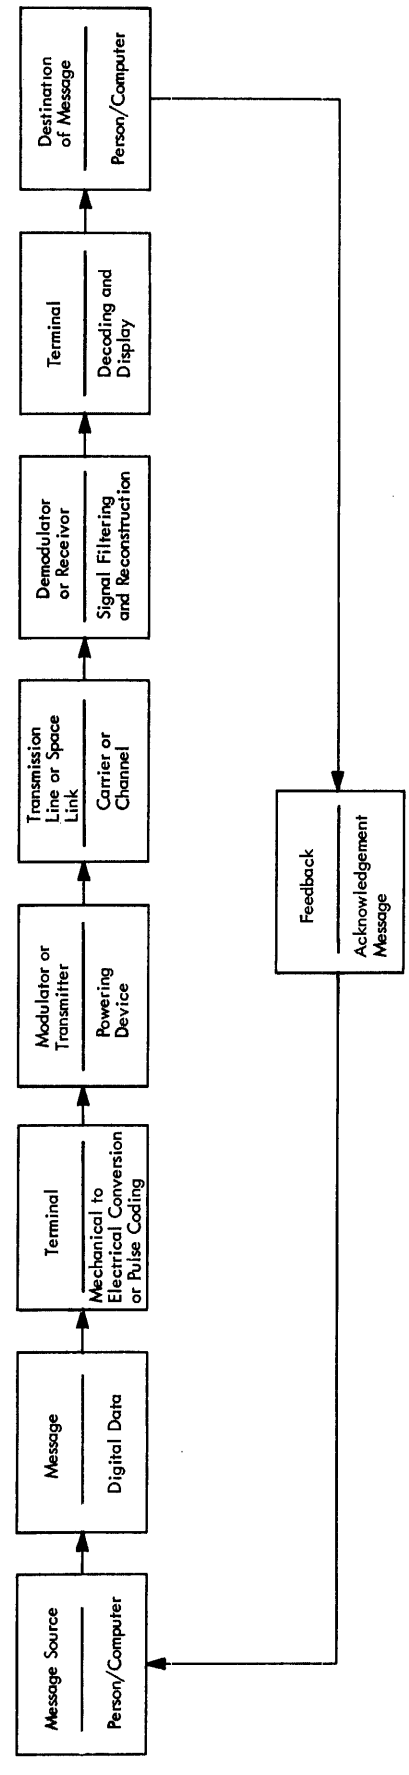 Message Source
Person/Computer
Message
Digital Data
Terminal
Mechanical to
Electrical Conversion
or Pulse Coding
Modulator or
Transmitter
Powering
Device
Transmission
Line or Space
Link
Carrier or
Channel
Demodulator
or Receivor
Signal Filtering
and Reconstruction
Terminal
Decoding and
Display
Destination
of Message
Person/Computer
Feedback
Acknowledgement
Message